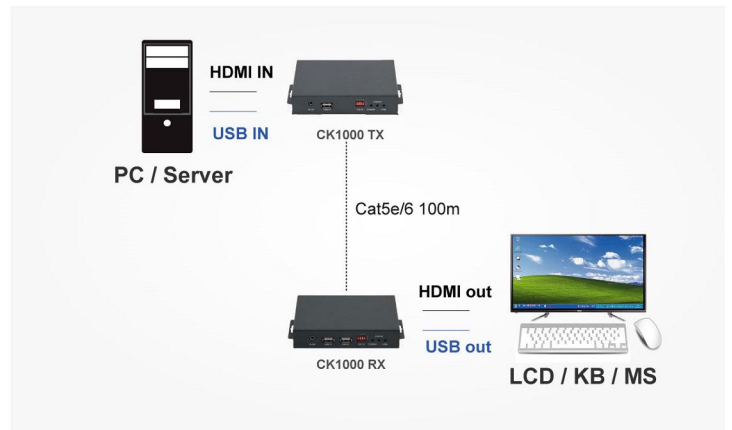 HDMI IN
USB IN
PC / Server
CK1000 TX
Cat5e/6 100m
HDMI out
USB out
CK1000 RX
LCD / KB / MS